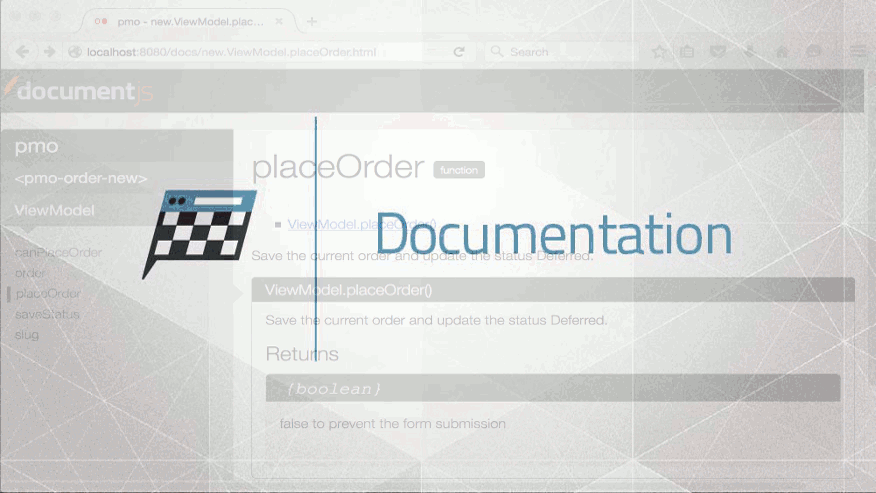 pmo - new.ViewModel.plac...
localhost:8080/docs/new.ViewModel.placeOrder.html
Search
documentjs
pmo
<pmo-order-new>
ViewModel
canPlaceOrder
order
placeOrder
saveStatus
slug
placeOrder function
ViewModel.placeOrder()
Documentation
Save the current order and update the status Deferred.
ViewModel.placeOrder()
Save the current order and update the status Deferred.
Returns
{boolean}
false to prevent the form submission